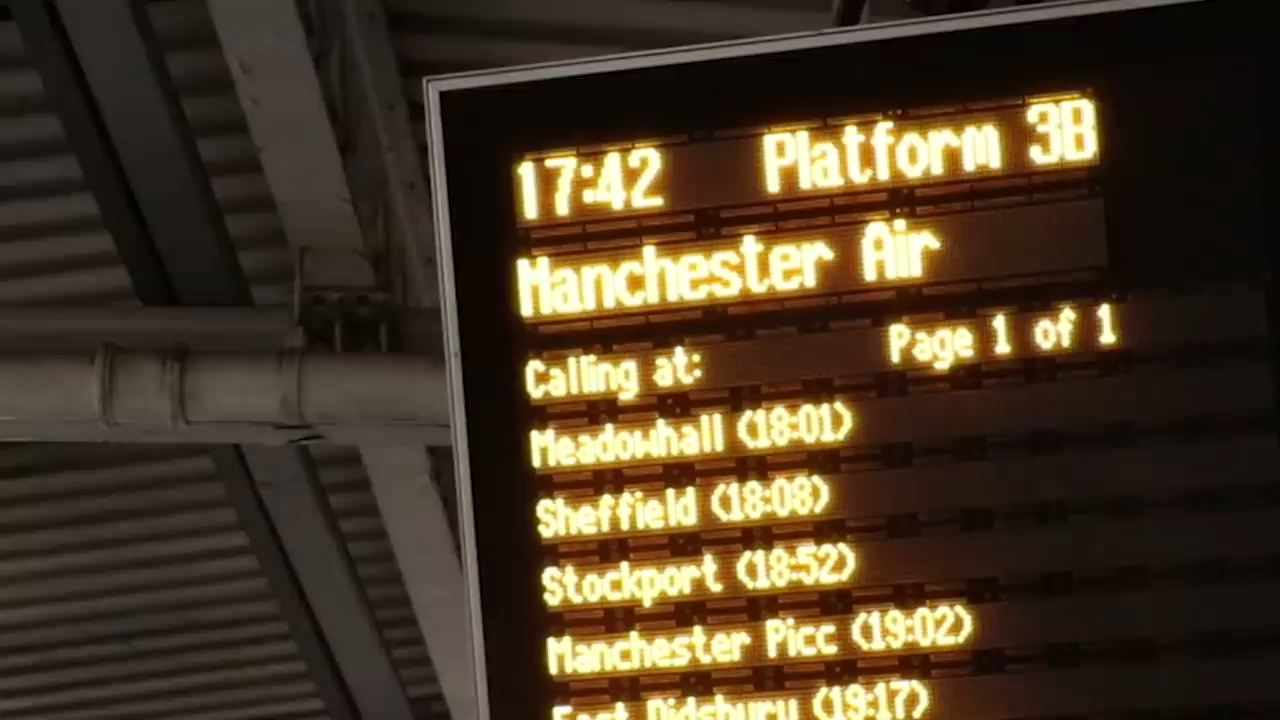 17:42 Platform 3B
Manchester Air
Calling at: Page 1 of 1
Meadowhall (18:01)
Sheffield (18:08)
Stockport (18:52)
Manchester Picc (19:02)
East Didsbury (19:17)